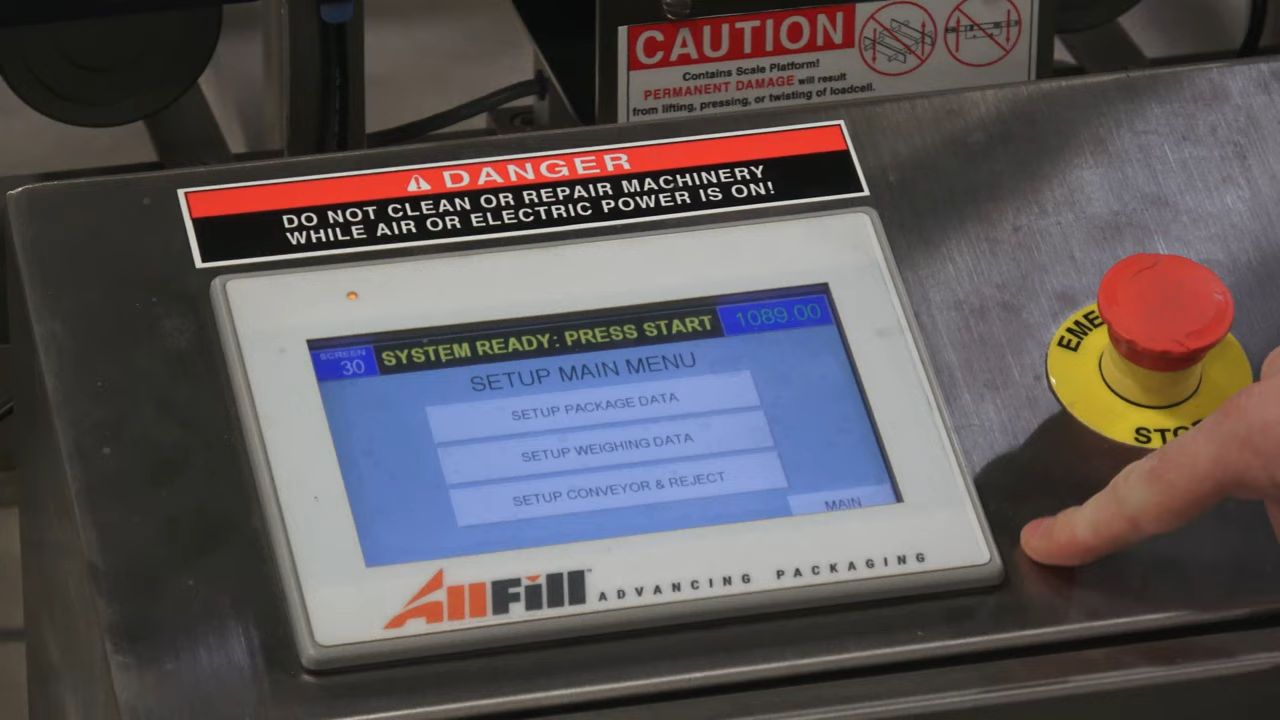 CAUTION
Contains Scale Platform!
PERMANENT DAMAGE will result
from lifting, pressing, or twisting of loadcell.
DANGER
DO NOT CLEAN OR REPAIR MACHINERY
WHILE AIR OR ELECTRIC POWER IS ON!
SCREEN
30
SYSTEM READY: PRESS START
1089.00
SETUP MAIN MENU
SETUP PACKAGE DATA
SETUP WEIGHING DATA
SETUP CONVEYOR & REJECT
MAIN
AllFill ADVANCING PACKAGING
EME
STO